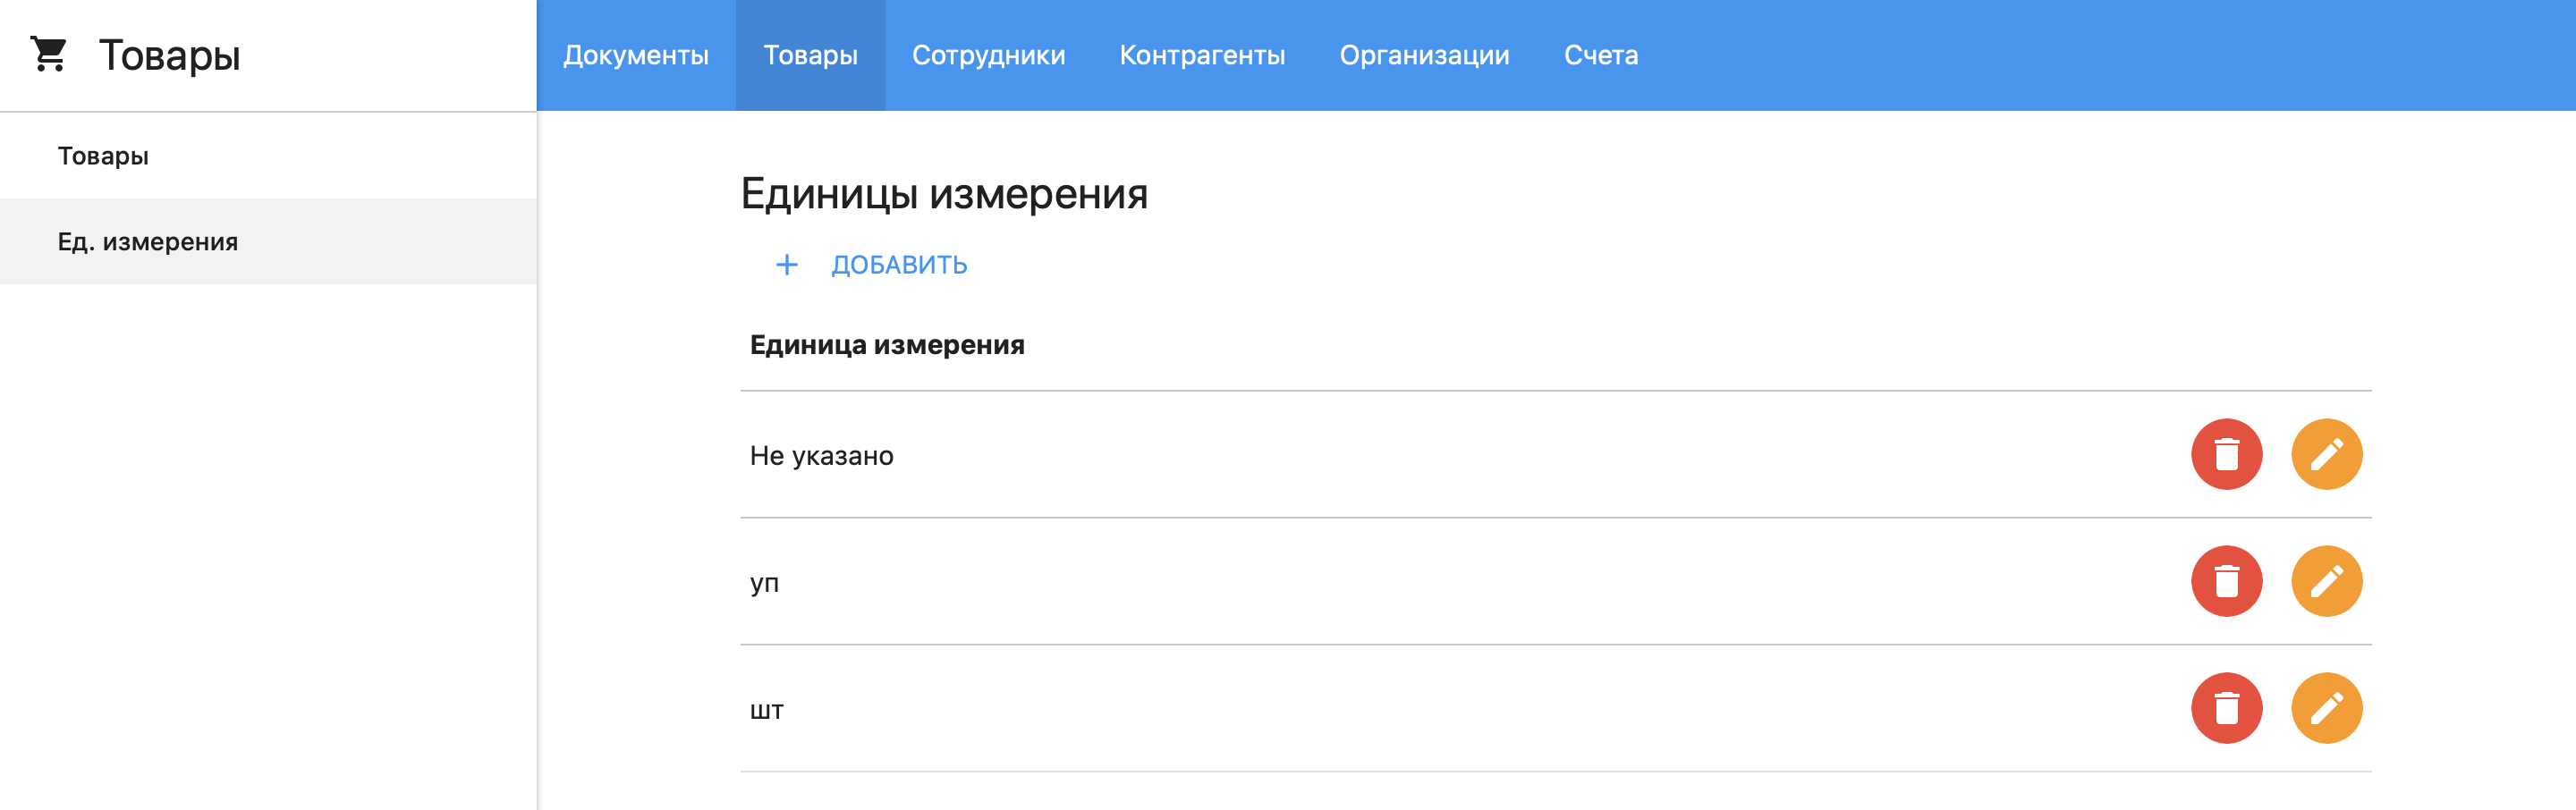 Товары
Документы Товары Сотрудники Контрагенты Организации Счета
Товары
Ед. измерения
Единицы измерения
+ ДОБАВИТЬ
Единица измерения
Не указано
уп
шт